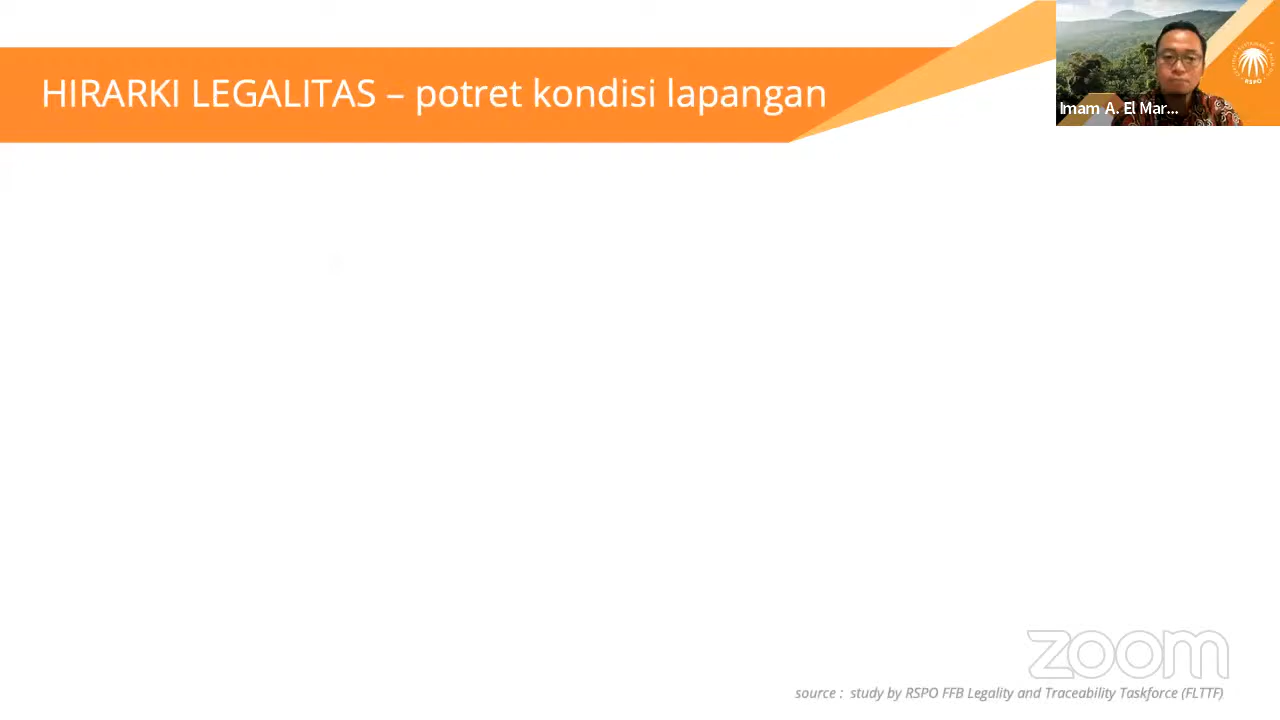 HIRARKI LEGALITAS – potret kondisi lapangan
Imam A. El Mar...
RSPO
zoom
source : study by RSPO FFB Legality and Traceability Taskforce (FLTTF)